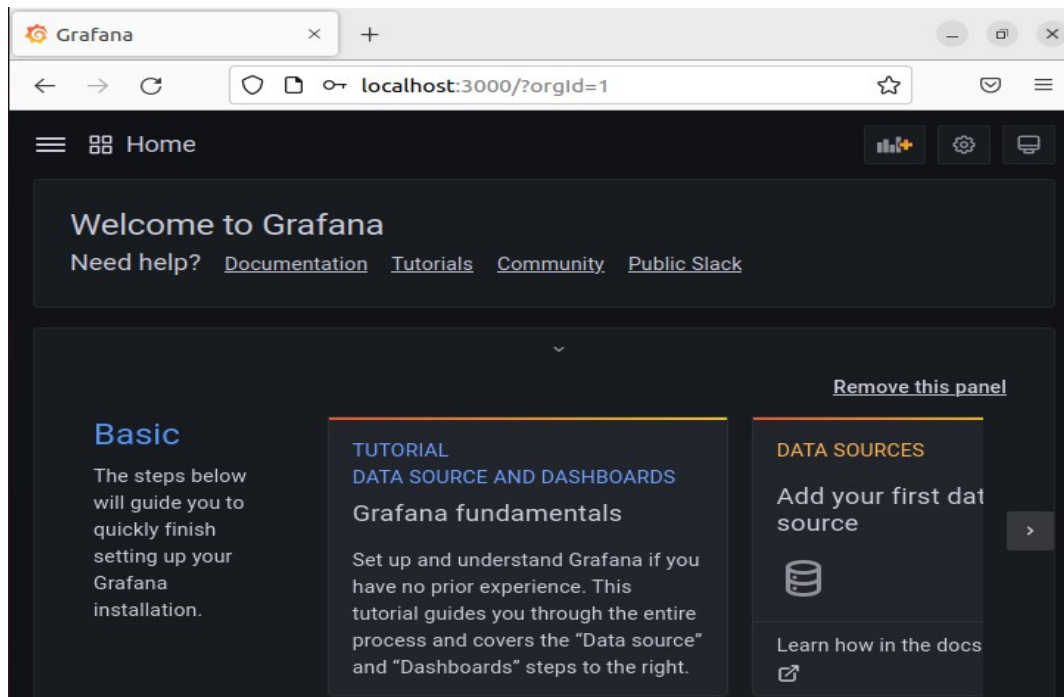 Grafana
localhost:3000/?orgId=1
Home
Welcome to Grafana
Need help? Documentation Tutorials Community Public Slack
Remove this panel
Basic
The steps below
will guide you to
quickly finish
setting up your
Grafana
installation.
TUTORIAL
DATA SOURCE AND DASHBOARDS
Grafana fundamentals
Set up and understand Grafana if you
have no prior experience. This
tutorial guides you through the entire
process and covers the “Data source”
and “Dashboards” steps to the right.
DATA SOURCES
Add your first dat
source
Learn how in the docs